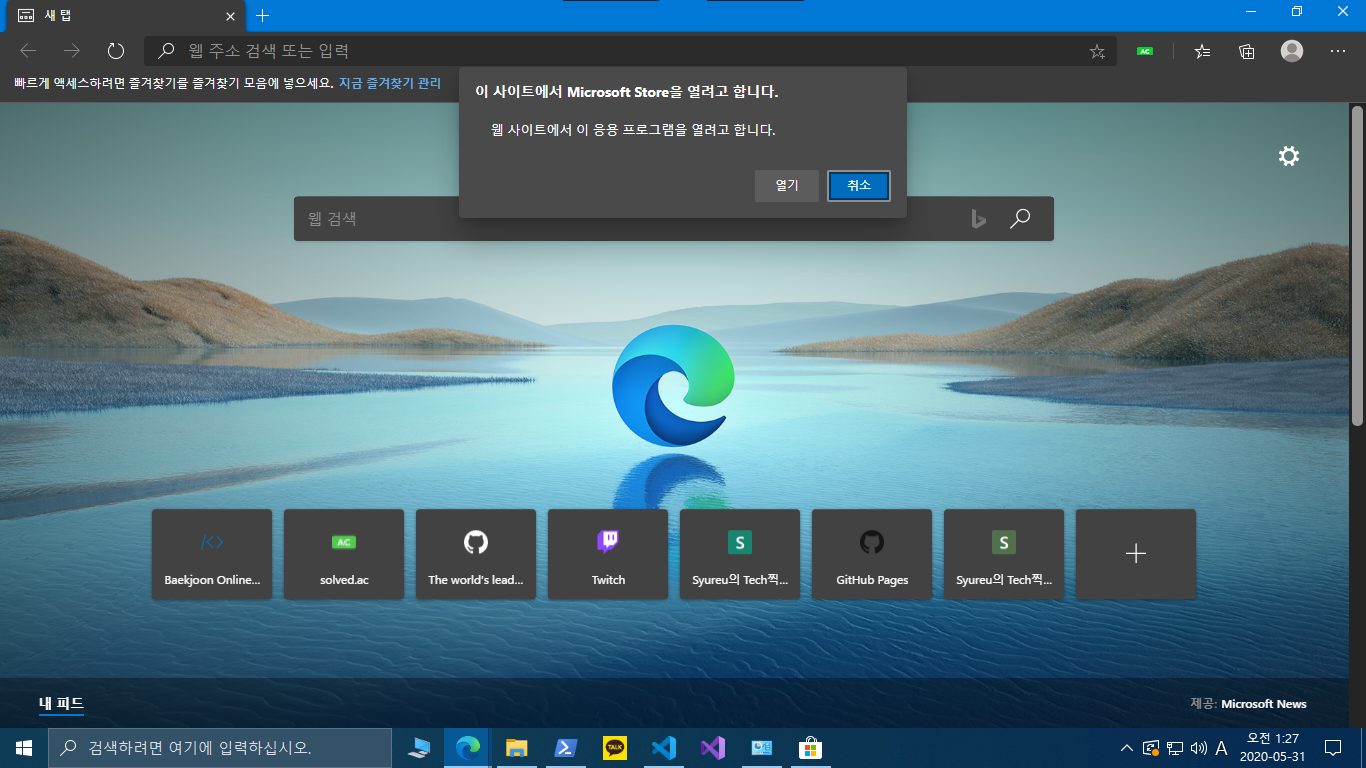 새 탭
웹 주소 검색 또는 입력
AC
빠르게 액세스하려면 즐겨찾기를 즐겨찾기 모음에 넣으세요. 지금 즐겨찾기 관리
이 사이트에서 Microsoft Store을 열려고 합니다.
웹 사이트에서 이 응용 프로그램을 열려고 합니다.
열기
취소
웹 검색
AC
S
S
Baekjoon Online...
solved.ac
The world's lead...
Twitch
Syureu의 Tech찍...
GitHub Pages
Syureu의 Tech찍...
내 피드
제공: Microsoft News
검색하려면 여기에 입력하십시오.
TALK
A
오전 1:27
2020-05-31